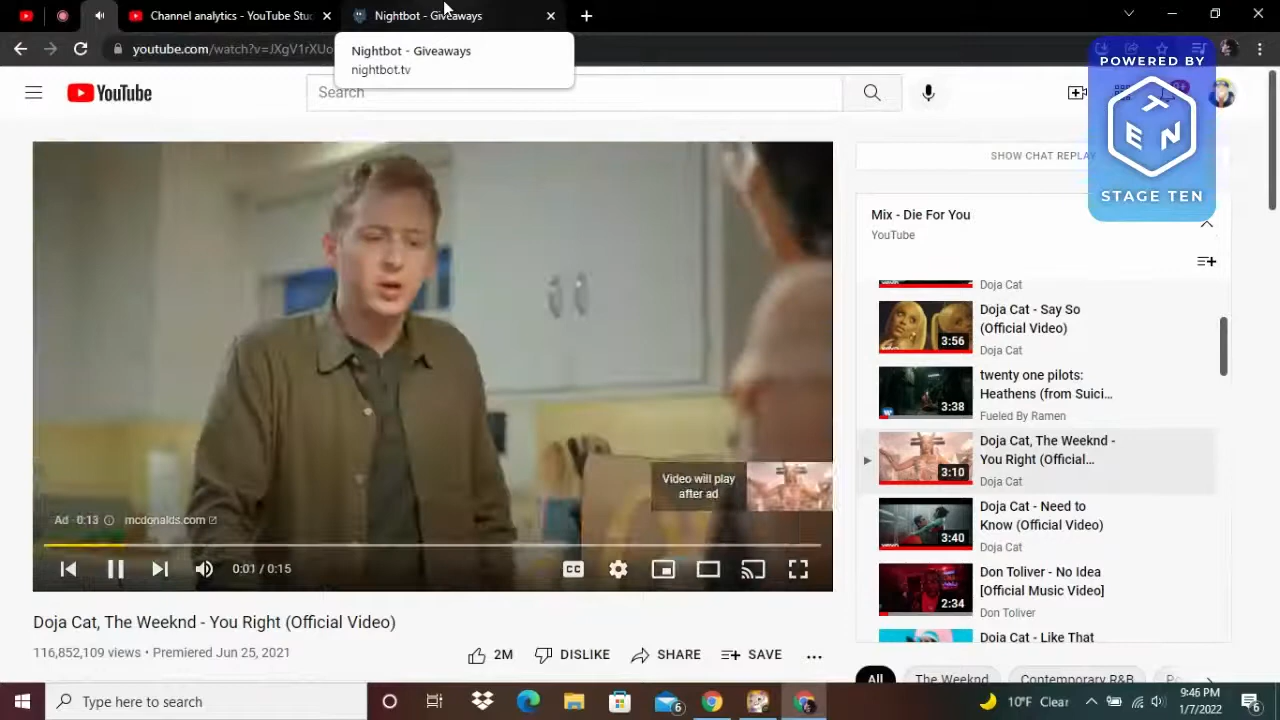 Channel analytics - YouTube Stu
Nightbot - Giveaways
youtube.com/watch?v=JXgV1rXUo
Nightbot - Giveaways
nightbot.tv
YouTube
Search
9+
POWERED BY
TEN
STAGE TEN
SHOW CHAT REPLAY
Mix - Die For You
YouTube
Doja Cat
Doja Cat - Say So
(Official Video)
3:56
Doja Cat
twenty one pilots:
Heathens (from Suici...
3:38
Fueled By Ramen
Doja Cat, The Weeknd -
You Right (Official...
3:10
Doja Cat
Doja Cat - Need to
Know (Official Video)
3:40
Doja Cat
Don Toliver - No Idea
[Official Music Video]
2:34
Don Toliver
Doja Cat - Like That
Video will play
after ad
Ad · 0:13 mcdonalds.com
0:01 / 0:15
CC
Doja Cat, The Weeknd - You Right (Official Video)
116,852,109 views • Premiered Jun 25, 2021
2M
DISLIKE
SHARE
SAVE
All
The Weeknd
Contemporary R&B
Type here to search
6
10°F Clear
9:46 PM
1/7/2022
6